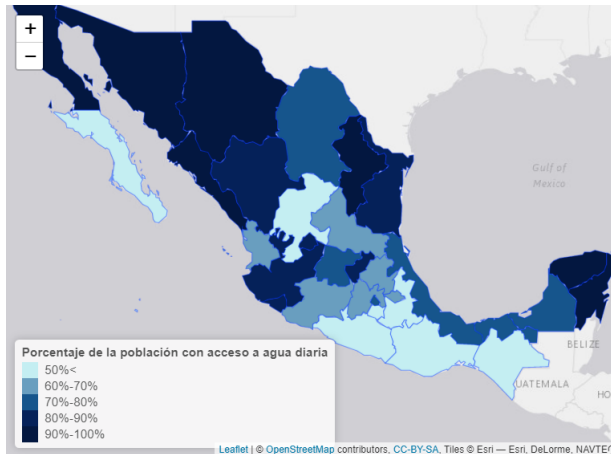 +
−
Gulf of
Mexico
BELIZE
UATEMALA
HO
Porcentaje de la población con acceso a agua diaria
50%<
60%-70%
70%-80%
80%-90%
90%-100%
Leaflet | © OpenStreetMap contributors, CC-BY-SA, Tiles © Esri — Esri, DeLorme, NAVTEC